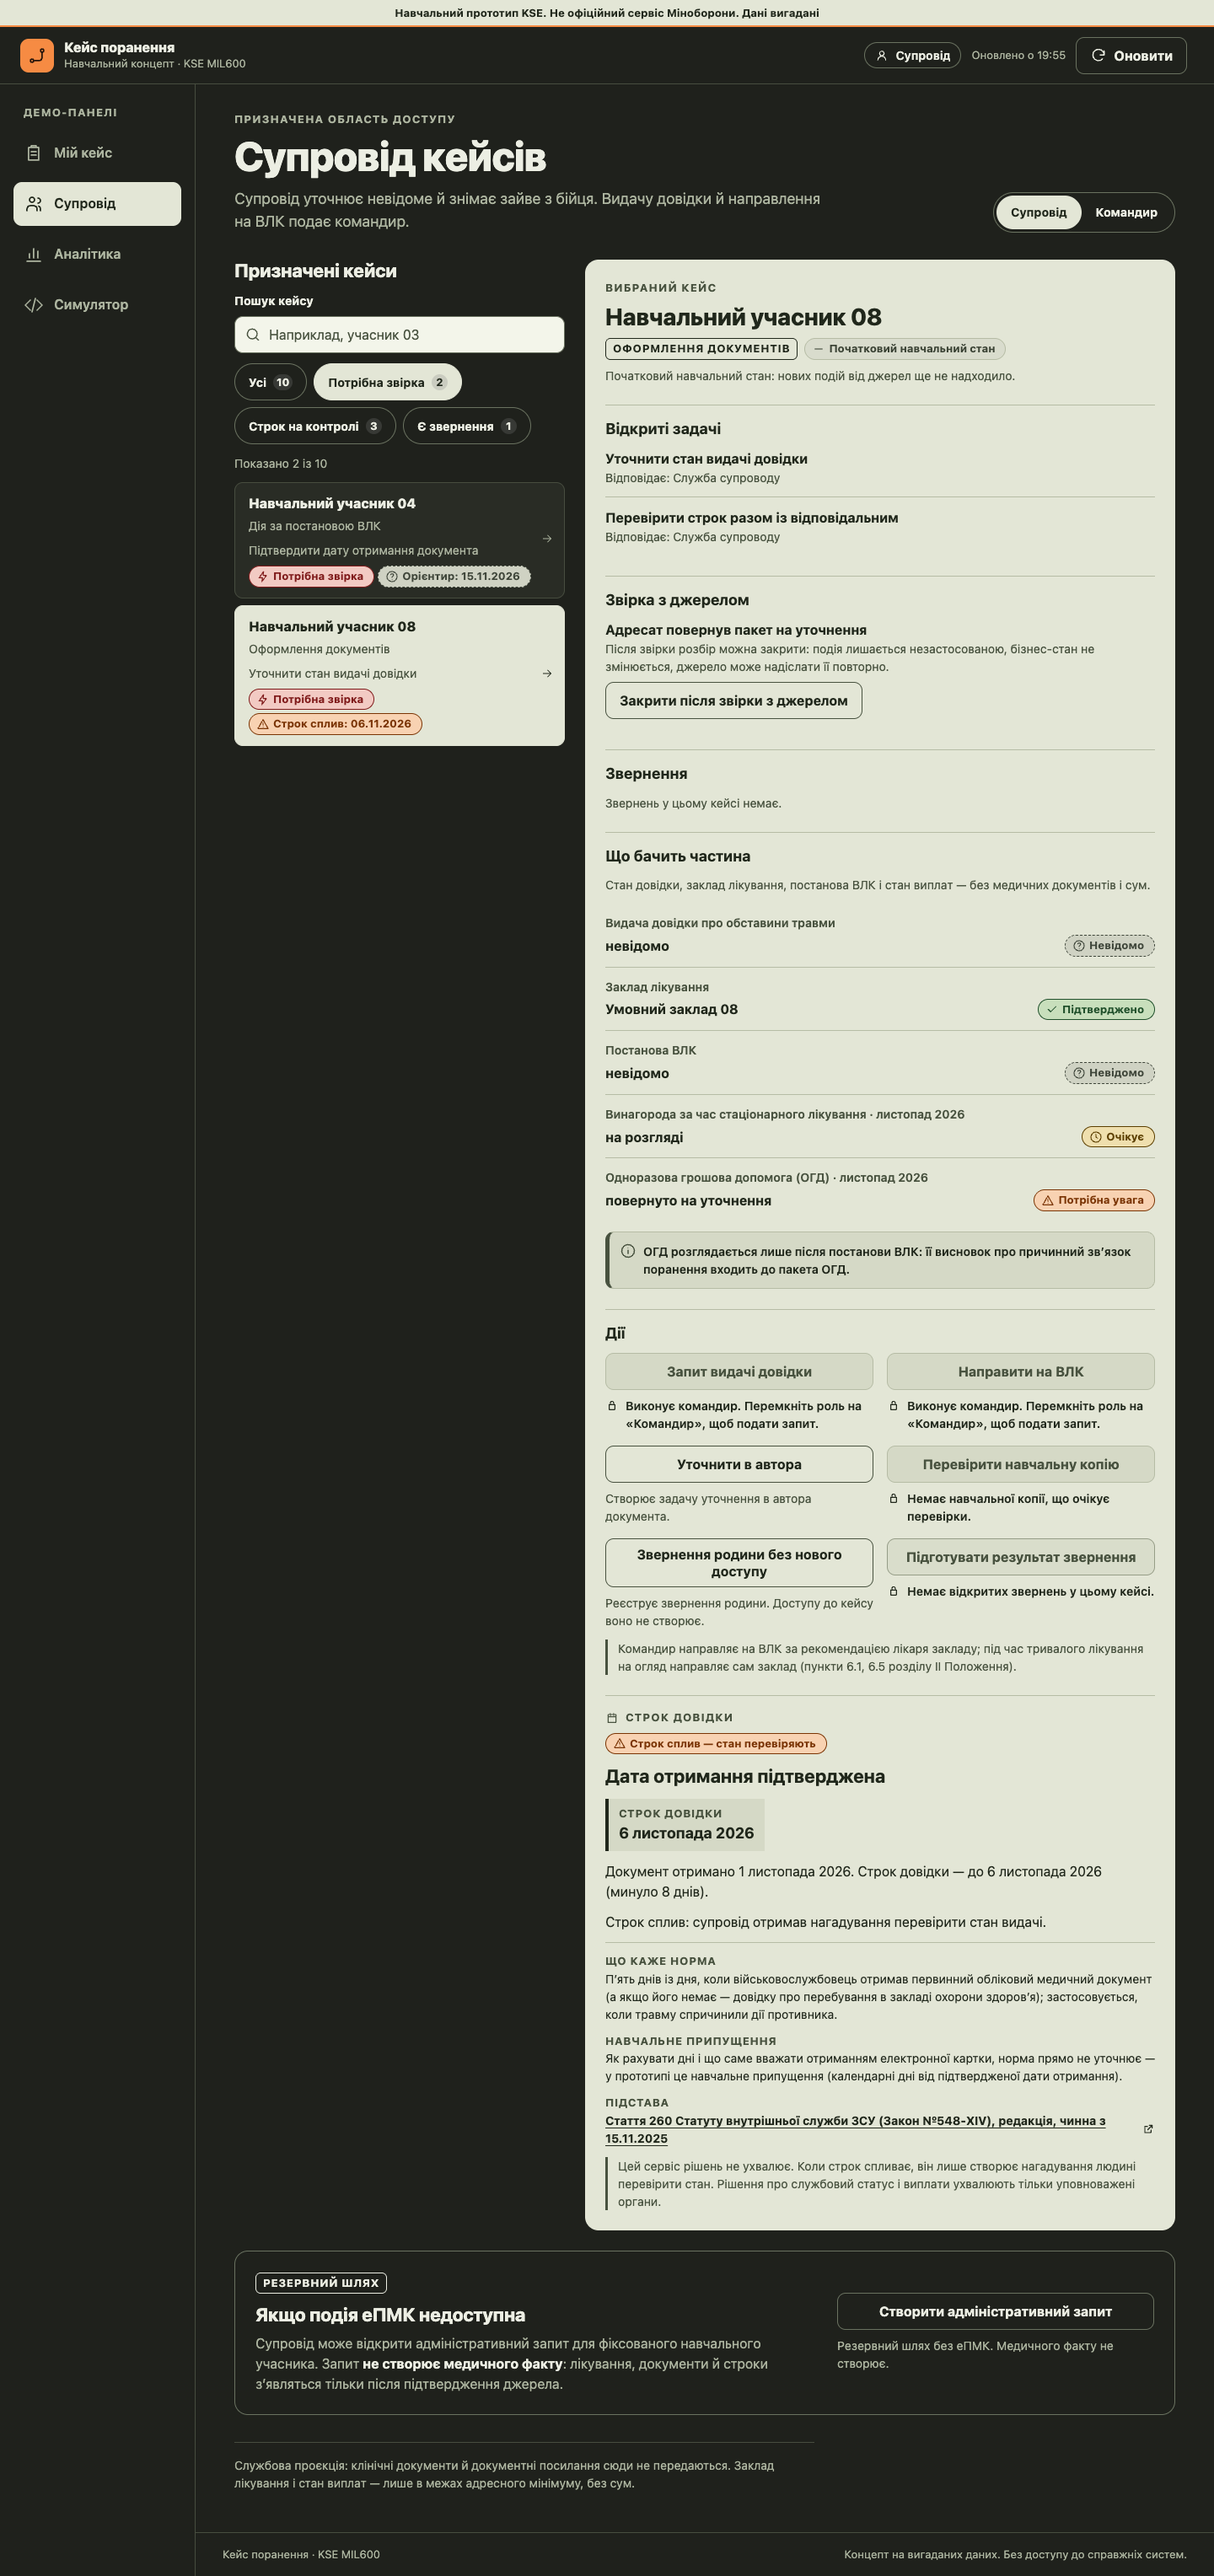 Навчальний прототип KSE. Не офіційний сервіс Міноборони. Дані вигадані
Кейс поранення
Навчальний концепт · KSE MIL600
Супровід
Оновлено о 19:55
Оновити
ДЕМО-ПАНЕЛІ
Мій кейс
Супровід
Аналітика
Симулятор
ПРИЗНАЧЕНА ОБЛАСТЬ ДОСТУПУ
Супровід кейсів
Супровід уточнює невідоме й знімає зайве з бійця. Видачу довідки й направлення
на ВЛК подає командир.
Супровід
Командир
Призначені кейси
Пошук кейсу
Наприклад, учасник 03
Усі 10
Потрібна звірка 2
Строк на контролі 3
Є звернення 1
Показано 2 із 10
Навчальний учасник 04
Дія за постановою ВЛК
Підтвердити дату отримання документа
Потрібна звірка
Орієнтир: 15.11.2026
Навчальний учасник 08
Оформлення документів
Уточнити стан видачі довідки
Потрібна звірка
Строк сплив: 06.11.2026
ВИБРАНИЙ КЕЙС
Навчальний учасник 08
ОФОРМЛЕННЯ ДОКУМЕНТІВ
Початковий навчальний стан
Початковий навчальний стан: нових подій від джерел ще не надходило.
Відкриті задачі
Уточнити стан видачі довідки
Відповідає: Служба супроводу
Перевірити строк разом із відповідальним
Відповідає: Служба супроводу
Звірка з джерелом
Адресат повернув пакет на уточнення
Після звірки розбір можна закрити: подія лишається незастосованою, бізнес-стан не
змінюється, джерело може надіслати її повторно.
Закрити після звірки з джерелом
Звернення
Звернень у цьому кейсі немає.
Що бачить частина
Стан довідки, заклад лікування, постанова ВЛК і стан виплат — без медичних документів і сум.
Видача довідки про обставини травми
невідомо
Невідомо
Заклад лікування
Умовний заклад 08
Підтверджено
Постанова ВЛК
невідомо
Невідомо
Винагорода за час стаціонарного лікування · листопад 2026
на розгляді
Очікує
Одноразова грошова допомога (ОГД) · листопад 2026
повернуто на уточнення
Потрібна увага
ОГД розглядається лише після постанови ВЛК: її висновок про причинний зв’язок
поранення входить до пакета ОГД.
Дії
Запит видачі довідки
Виконує командир. Перемкніть роль на
«Командир», щоб подати запит.
Направити на ВЛК
Виконує командир. Перемкніть роль на
«Командир», щоб подати запит.
Уточнити в автора
Створює задачу уточнення в автора
документа.
Перевірити навчальну копію
Немає навчальної копії, що очікує
перевірки.
Звернення родини без нового
доступу
Реєструє звернення родини. Доступу до кейсу
воно не створює.
Підготувати результат звернення
Немає відкритих звернень у цьому кейсі.
Командир направляє на ВЛК за рекомендацією лікаря закладу; під час тривалого лікування
на огляд направляє сам заклад (пункти 6.1, 6.5 розділу II Положення).
СТРОК ДОВІДКИ
Строк сплив — стан перевіряють
Дата отримання підтверджена
СТРОК ДОВІДКИ
6 листопада 2026
Документ отримано 1 листопада 2026. Строк довідки — до 6 листопада 2026
(минуло 8 днів).
Строк сплив: супровід отримав нагадування перевірити стан видачі.
ЩО КАЖЕ НОРМА
П’ять днів із дня, коли військовослужбовець отримав первинний обліковий медичний документ
(а якщо його немає — довідку про перебування в закладі охорони здоров’я); застосовується,
коли травму спричинили дії противника.
НАВЧАЛЬНЕ ПРИПУЩЕННЯ
Як рахувати дні і що саме вважати отриманням електронної картки, норма прямо не уточнює —
у прототипі це навчальне припущення (календарні дні від підтвердженої дати отримання).
ПІДСТАВА
Стаття 260 Статуту внутрішньої служби ЗСУ (Закон №548-XIV), редакція, чинна з
15.11.2025
Цей сервіс рішень не ухвалює. Коли строк спливає, він лише створює нагадування людині
перевірити стан. Рішення про службовий статус і виплати ухвалюють тільки уповноважені
органи.
РЕЗЕРВНИЙ ШЛЯХ
Якщо подія еПМК недоступна
Супровід може відкрити адміністративний запит для фіксованого навчального
учасника. Запит не створює медичного факту: лікування, документи й строки
з’являться тільки після підтвердження джерела.
Створити адміністративний запит
Резервний шлях без еПМК. Медичного факту не
створює.
Службова проєкція: клінічні документи й документні посилання сюди не передаються. Заклад
лікування і стан виплат — лише в межах адресного мінімуму, без сум.
Кейс поранення · KSE MIL600
Концепт на вигаданих даних. Без доступу до справжніх систем.